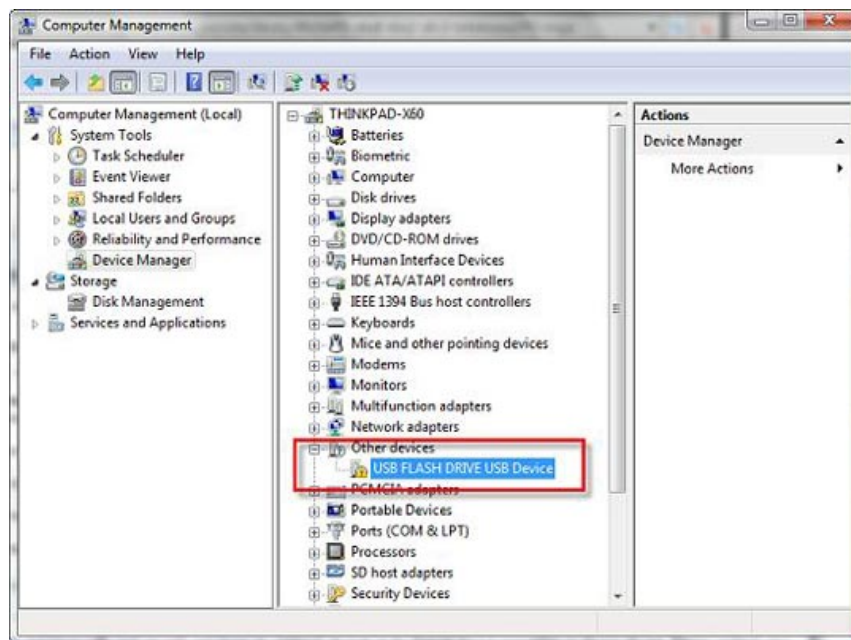 Computer Management
File Action View Help
Computer Management (Local)
System Tools
Task Scheduler
Event Viewer
Shared Folders
Local Users and Groups
Reliability and Performance
Device Manager
Storage
Disk Management
Services and Applications
THINKPAD-X60
Batteries
Biometric
Computer
Disk drives
Display adapters
DVD/CD-ROM drives
Human Interface Devices
IDE ATA/ATAPI controllers
IEEE 1394 Bus host controllers
Keyboards
Mice and other pointing devices
Modems
Monitors
Multifunction adapters
Network adapters
Other devices
USB FLASH DRIVE USB Device
PCMCIA adapters
Portable Devices
Ports (COM & LPT)
Processors
SD host adapters
Security Devices
Actions
Device Manager
More Actions